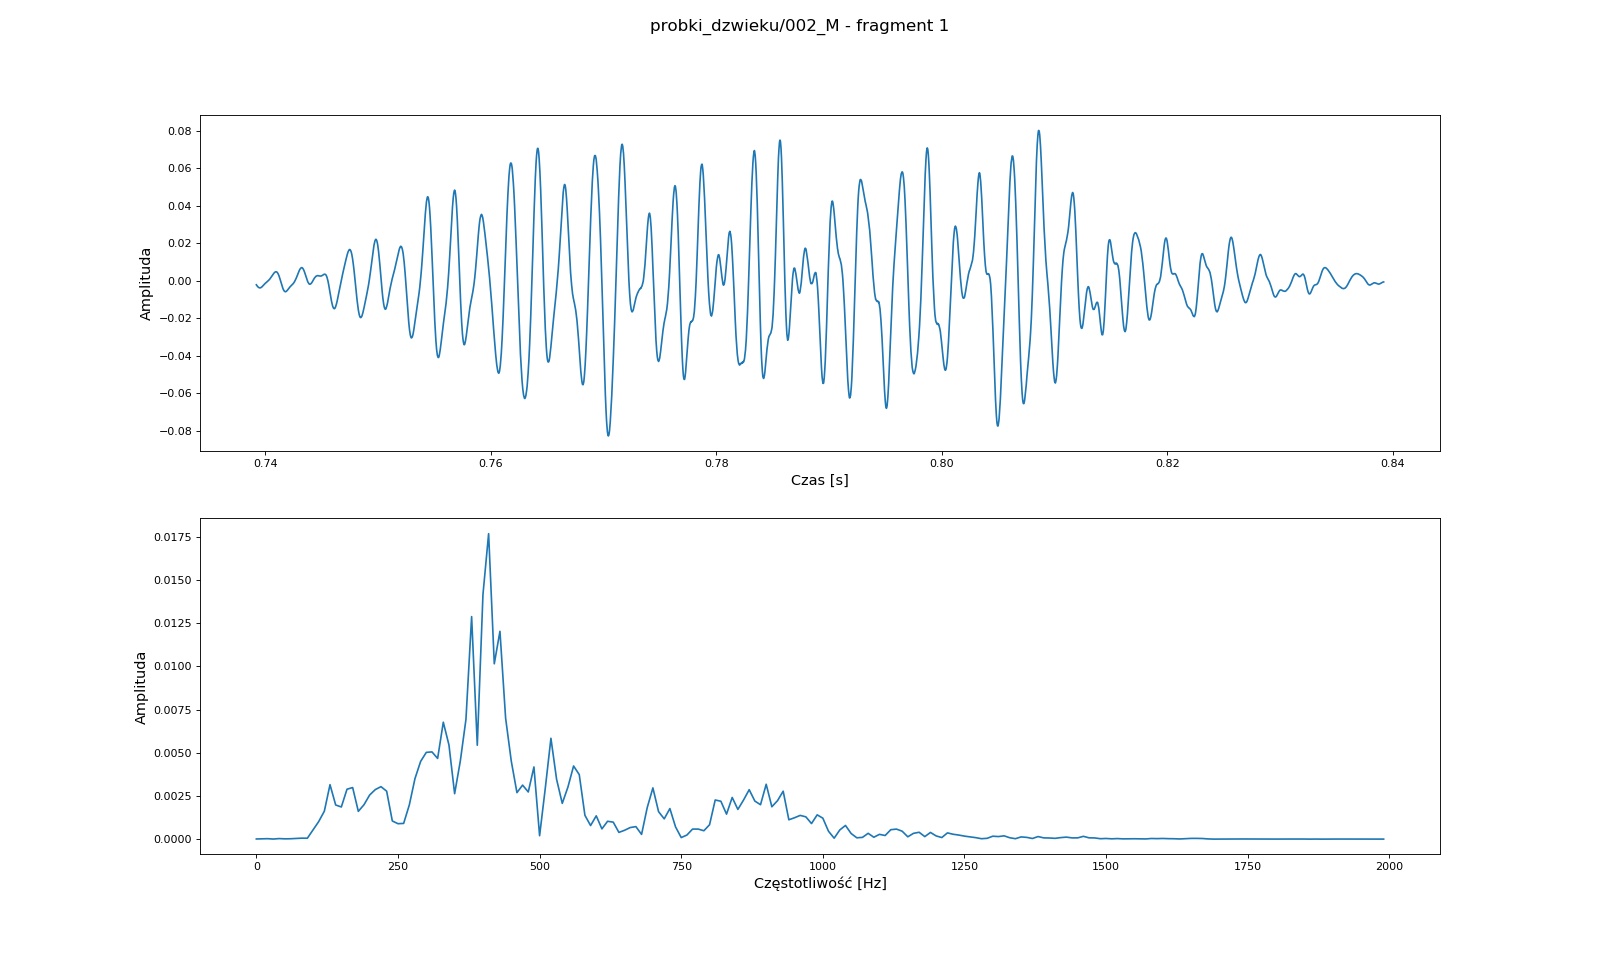 probki_dzwieku/002_M - fragment 1
0.08
0.06
0.04
0.02
0.00
−0.02
−0.04
−0.06
−0.08
Amplituda
0.74 0.76 0.78 0.80 0.82 0.84
Czas [s]
0.0175
0.0150
0.0125
0.0100
0.0075
0.0050
0.0025
0.0000
Amplituda
0 250 500 750 1000 1250 1500 1750 2000
Częstotliwość [Hz]